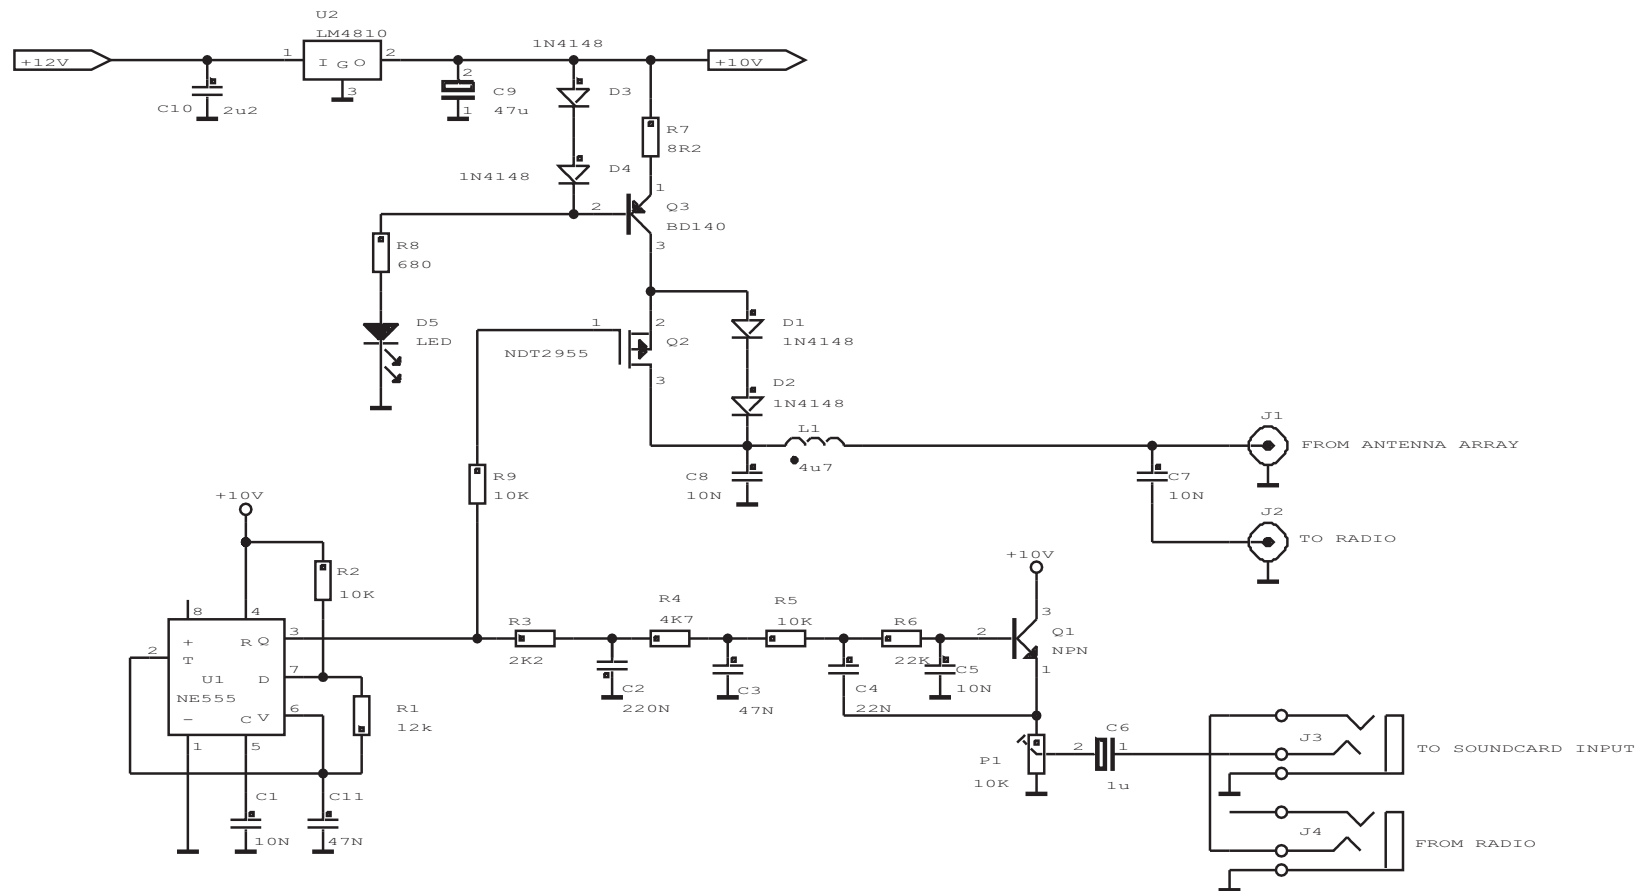 U2
LM4810
+12V
1
I G O
2
3
C10
2u2
2
C9
1
47u
1N4148
D3
+10V
R7
8R2
1N4148
D4
1
2
Q3
BD140
3
R8
680
D5
LED
1
2
Q2
NDT2955
3
D1
1N4148
D2
1N4148
L1
4u7
C8
10N
J1
FROM ANTENNA ARRAY
C7
10N
J2
TO RADIO
R9
10K
+10V
R2
10K
8
4
+
R Q
3
2
T
U1
D
7
NE555
–
C V
6
1
5
R1
12k
C1
10N
C11
47N
R3
2K2
R4
4K7
R5
10K
R6
22K
C2
220N
C3
47N
C4
22N
C5
10N
+10V
3
2
Q1
NPN
1
P1
10K
2
C6
1
1u
J3
TO SOUNDCARD INPUT
J4
FROM RADIO